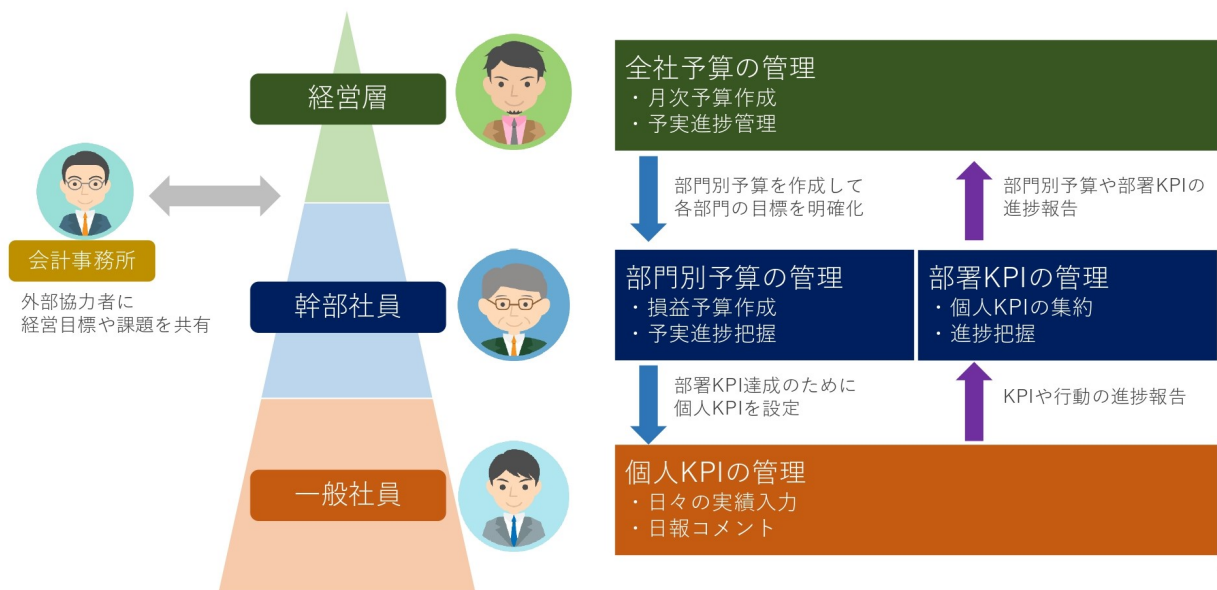 経営層
会計事務所
外部協力者に
経営目標や課題を共有
幹部社員
一般社員
全社予算の管理
・月次予算作成
・予実進捗管理
部門別予算を作成して
各部門の目標を明確化
部門別予算や部署KPIの
進捗報告
部門別予算の管理
・損益予算作成
・予実進捗把握
部署KPIの管理
・個人KPIの集約
・進捗把握
部署KPI達成のために
個人KPIを設定
KPIや行動の進捗報告
個人KPIの管理
・日々の実績入力
・日報コメント